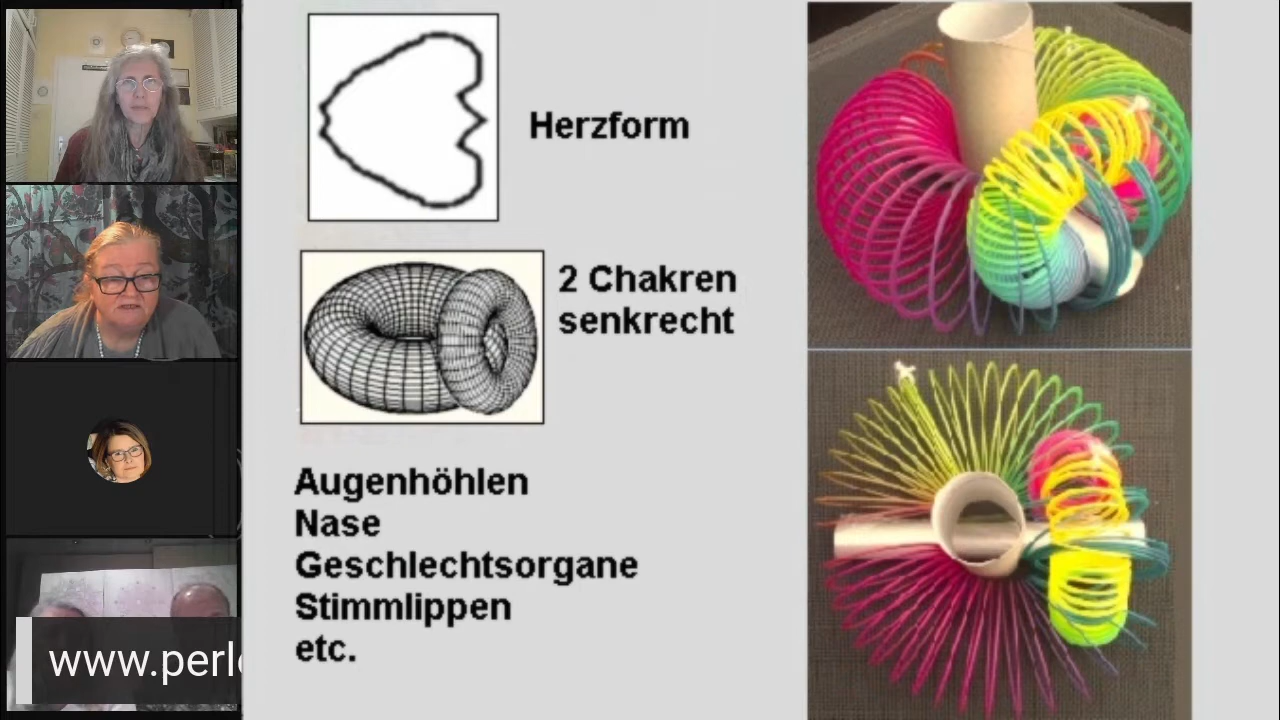 Herzform
2 Chakren
senkrecht
Augenhöhlen
Nase
Geschlechtsorgane
Stimmlippen
etc.
www.perl